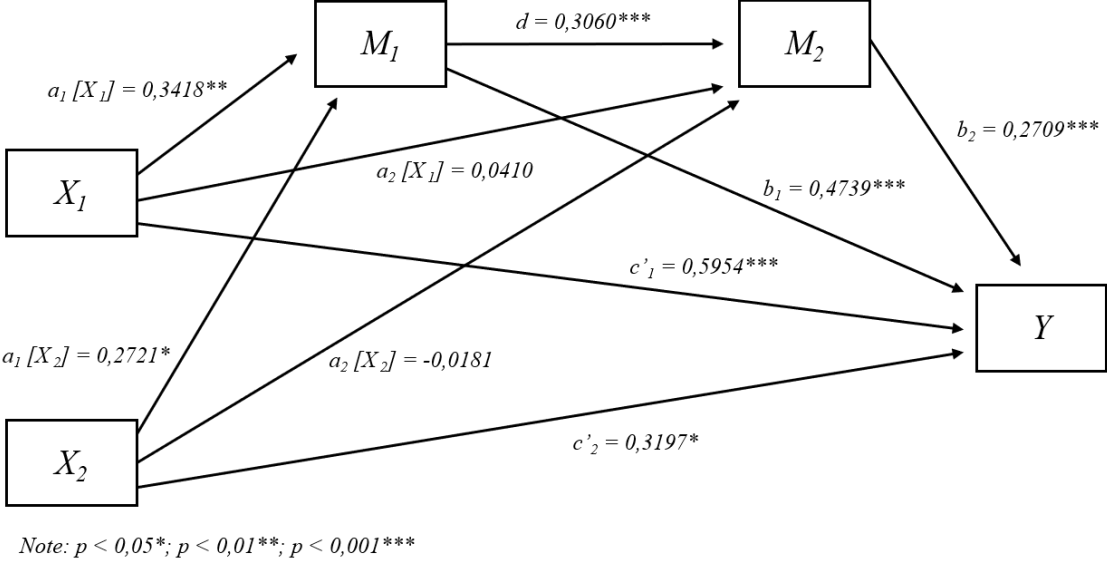 d = 0,3060***
M1
M2
a1 [X1] = 0,3418**
b2 = 0,2709***
X1
a2 [X1] = 0,0410
b1 = 0,4739***
c’1 = 0,5954***
Y
a1 [X2] = 0,2721*
a2 [X2] = -0,0181
c’2 = 0,3197*
X2
Note: p < 0,05*; p < 0,01**; p < 0,001***